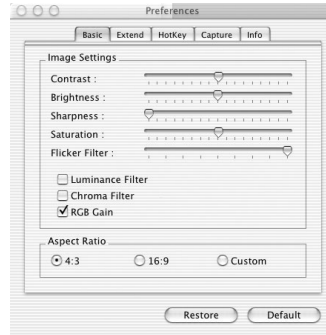 Preferences
Basic Extend HotKey Capture Info
Image Settings
Contrast :
Brightness :
Sharpness :
Saturation :
Flicker Filter :
Luminance Filter
Chroma Filter
RGB Gain
Aspect Ratio
4:3 16:9 Custom
Restore Default